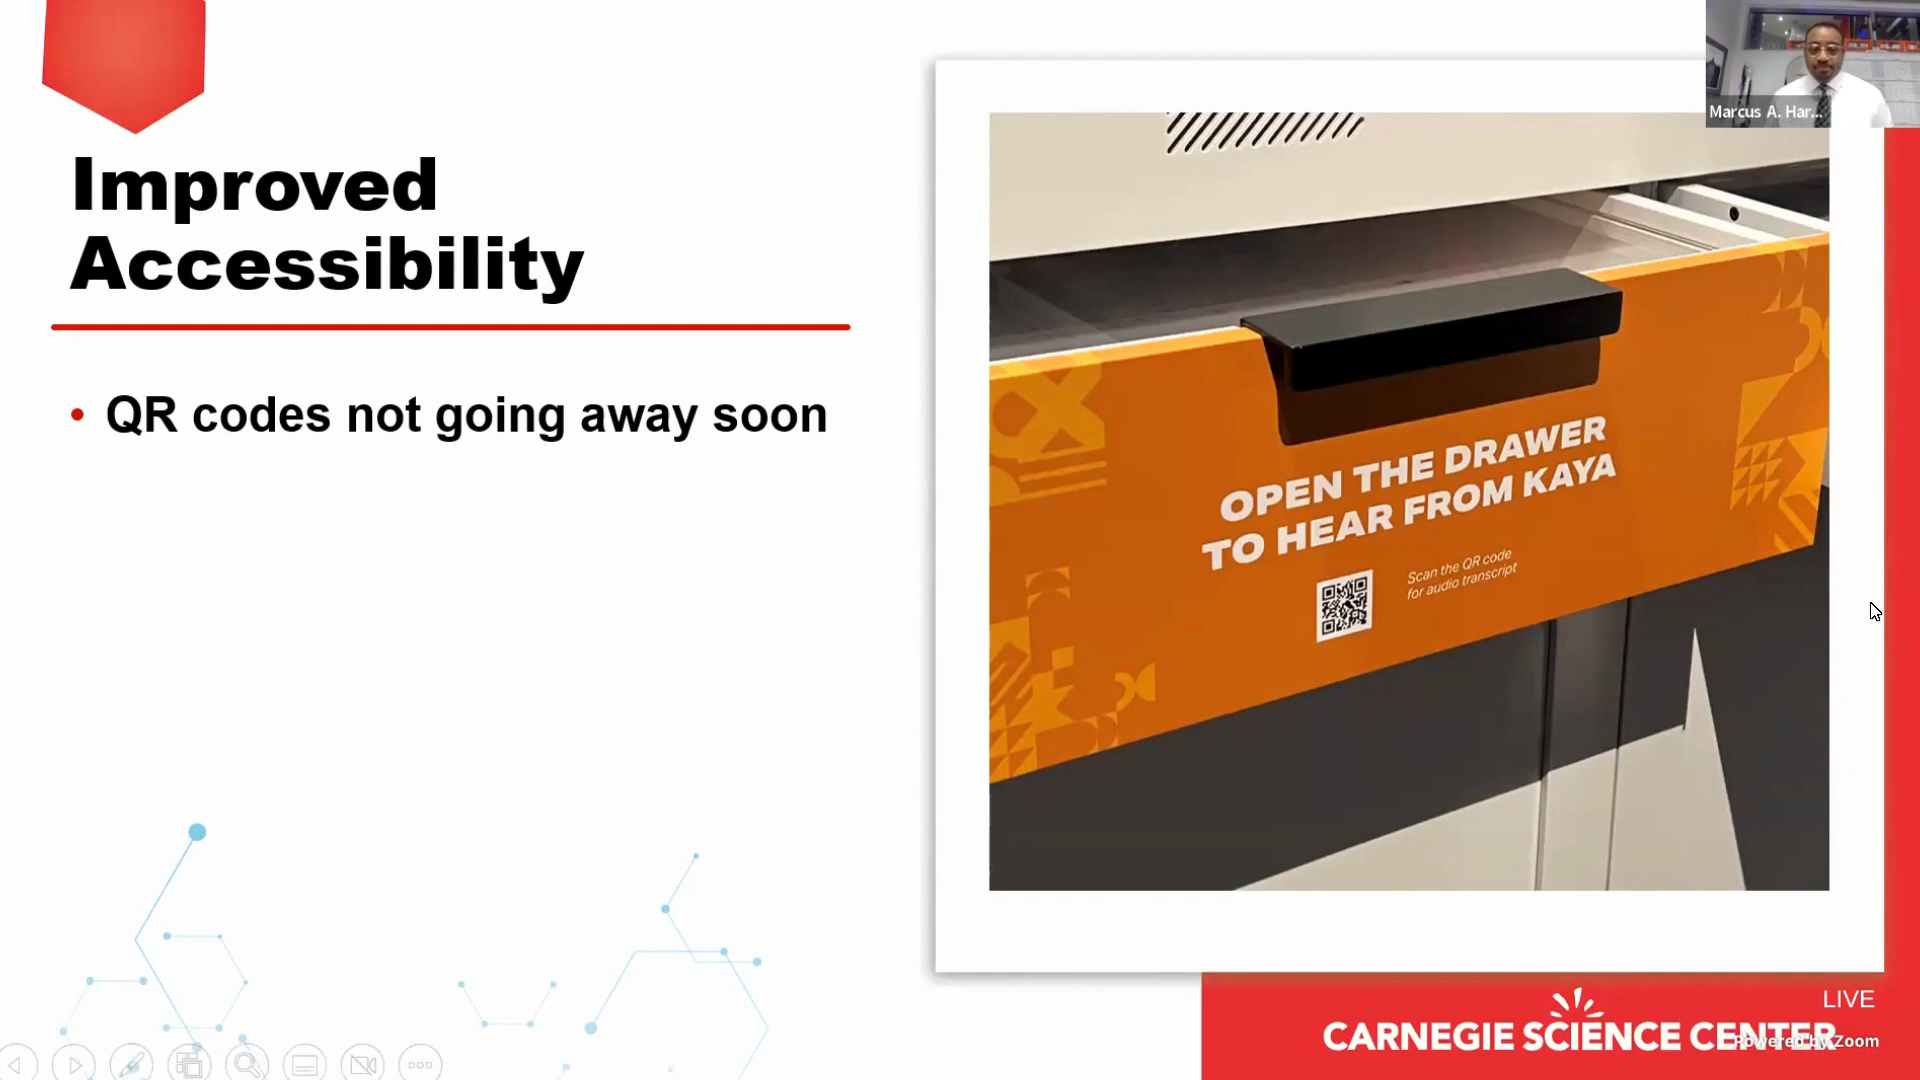 Marcus A. Har...
Improved
Accessibility
• QR codes not going away soon
OPEN THE DRAWER
TO HEAR FROM KAYA
Scan the QR code
for audio transcript
LIVE
CARNEGIE SCIENCE CENTER
Powered by Zoom